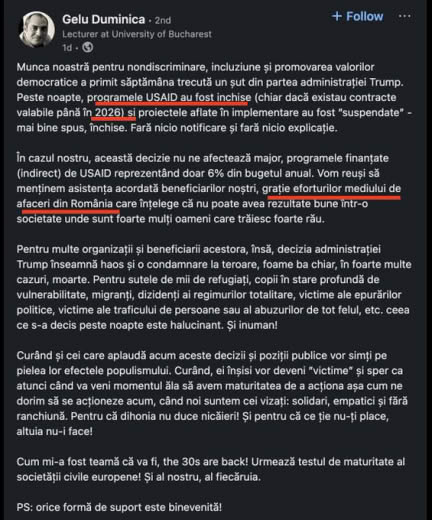 Gelu Duminica • 2nd
+ Follow ...
Lecturer at University of Bucharest
1d •
Munca noastră pentru nondiscriminare, incluziune și promovarea valorilor
democratice a primit săptămâna trecută un șut din partea administrației Trump.
Peste noapte, programele USAID au fost inchise (chiar dacă existau contracte
valabile până în 2026) și proiectele aflate în implementare au fost "suspendate" -
mai bine spus, închise. Fară nicio notificare si fară nicio explicație.
În cazul nostru, această decizie nu ne afectează major, programele finanțate
(indirect) de USAID reprezentând doar 6% din bugetul anual. Vom reuși să
menținem asistența acordată beneficiarilor noștri, grație eforturilor mediului de
afaceri din România care înțelege că nu poate avea rezultate bune într-o
societate unde sunt foarte mulți oameni care trăiesc foarte rău.
Pentru multe organizații și beneficiarii acestora, însă, decizia administrației
Trump înseamnă haos și o condamnare la teroare, foame ba chiar, în foarte multe
cazuri, moarte. Pentru sutele de mii de refugiați, copii în stare profundă de
vulnerabilitate, migranți, dizidenți ai regimurilor totalitare, victime ale epurărilor
politice, victime ale traficului de persoane sau al abuzurilor de tot felul, etc. ceea
ce s-a decis peste noapte este halucinant. Și inuman!
Curând și cei care aplaudă acum aceste decizii și poziții publice vor simți pe
pielea lor efectele populismului. Curând, ei înșisi vor deveni "victime" și sper ca
atunci când va veni momentul ăla să avem maturitatea de a acționa așa cum ne
dorim să se acționeze acum, când noi suntem cei vizați: solidari, empatici și fără
ranchiună. Pentru că dihonia nu duce nicăieri! Și pentru că ce ție nu-ți place,
altuia nu-i face!
Cum mi-a fost teamă că va fi, the 30s are back! Urmează testul de maturitate al
societății civile europene! Și al nostru, al fiecăruia.
PS: orice formă de suport este binevenită!